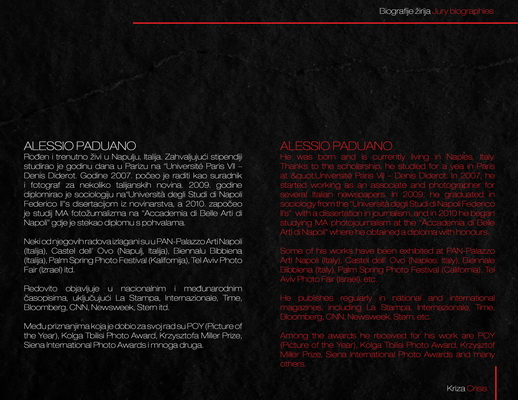 Biografije žirija Jury biographies
ALESSIO PADUANO
Rođen i trenutno živi u Napulju, Italija. Zahvaljujući stipendiji
studirao je godinu dana u Parizu na "Université Paris VII –
Denis Diderot. Godine 2007. počeo je raditi kao suradnik
i fotograf za nekoliko talijanskih novina. 2009. godine
diplomirao je sociologiju na"Università degli Studi di Napoli
Federico II"s disertacijom iz novinarstva, a 2010. započeo
je studij MA fotožurnalizma na "Accademia di Belle Arti di
Napoli" gdje je stekao diplomu s pohvalama.
Neki od njegovih radova izlagani su u PAN-Palazzo Arti Napoli
(Italija), Castell dell' Ovo (Napulj, Italija), Biennalu Bibbiena
(Italija), Palm Spring Photo Festival (Kalifornija), Tel Aviv Photo
Fair (Izrael) itd.
Redovito objavljuje u nacionalnim i međunarodnim
časopisima, uključujući La Stampa, Internazionale, Time,
Bloomberg, CNN, Newsweek, Stern itd.
Među priznanjima koja je dobio za svoj rad su POY (Picture of
the Year), Kolga Tbilisi Photo Award, Krzysztofa Miller Prize,
Siena International Photo Awards i mnoga druga.
ALESSIO PADUANO
He was born and is currently living in Naples, Italy.
Thanks to the scholarship, he studied for a yea in Paris
at &quot;Université Paris VII – Denis Diderot. In 2007, he
started working as an associate and photographer for
several Italian newspapers. In 2009, he graduated in
sociology from the "Università degli Studi di Napoli Federico
IIs" with a dissertation in journalism, and in 2010 he began
studying MA photojournalism at the "Accademia di Belle
Arti di Napoli" where he obtained a diploma with honours.
Some of his works have been exhibited at PAN-Palazzo
Arti Napoli (Italy), Castell dell' Ovo (Naples, Italy), Biennale
Bibbiena (Italy), Palm Spring Photo Festival (California), Tel
Aviv Photo Fair (Israel), etc.
He publishes regularly in national and international
magazines, including La Stampa, Internazionale, Time,
Bloomberg, CNN, Newsweek, Stern, etc.
Among the awards he received for his work are POY
(Picture of the Year), Kolga Tbilisi Photo Award, Krzysztof
Miller Prize, Siena International Photo Awards and many
others.
Kriza Crisis